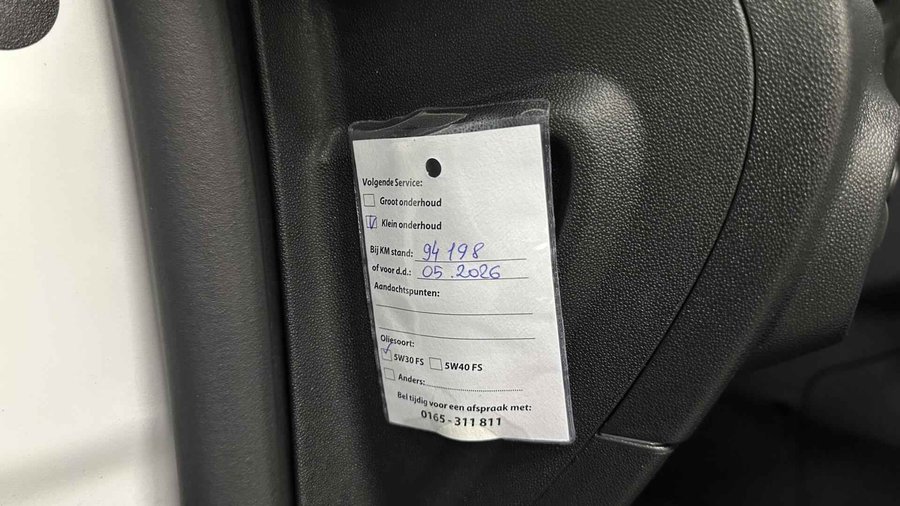 Volgende Service:
Groot onderhoud
Klein onderhoud
Bij KM stand: 94 198
of voor d.d.: 05.2026
Aandachtspunten:
Oliesoort:
5W30 FS 5W40 FS
Anders:
Bel tijdig voor een afspraak met:
0165 - 311 811